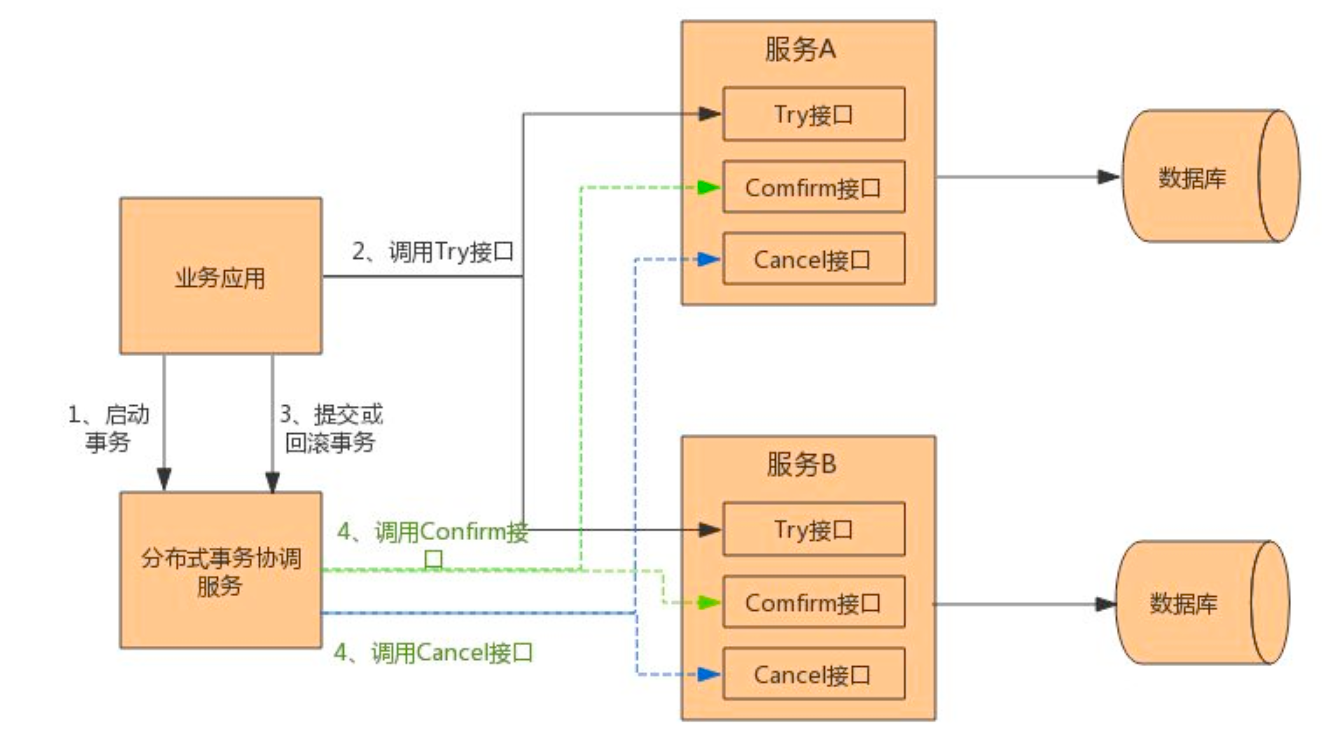 服务A
Try接口
Comfirm接口
Cancel接口
数据库
2、调用Try接口
业务应用
1、启动
事务
3、提交或
回滚事务
分布式事务协调
服务
4、调用Confirm接
口
4、调用Cancel接口
服务B
Try接口
Comfirm接口
Cancel接口
数据库